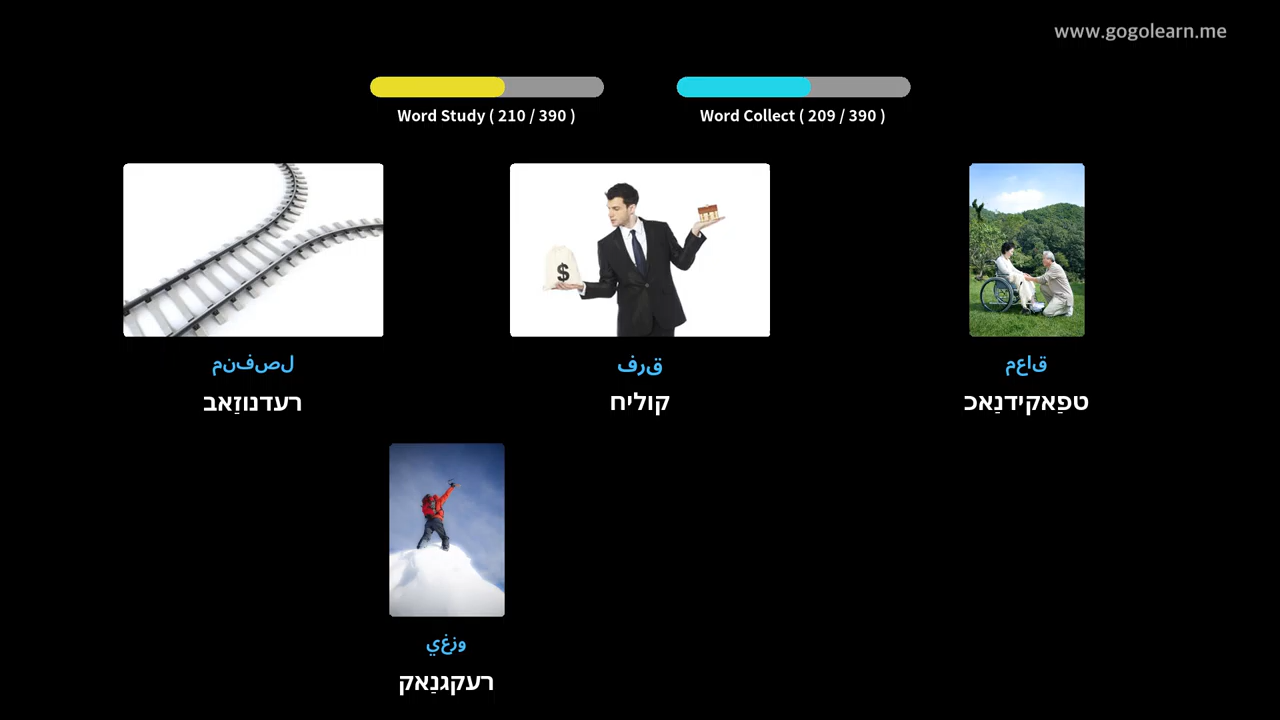 www.gogolearn.me
Word Study ( 210 / 390 )
Word Collect ( 209 / 390 )
لصفنم
רעדנוזַאב
قرف
קוליח
قاعم
טפַאקידנַאכ
وزغي
רעקגנַאק